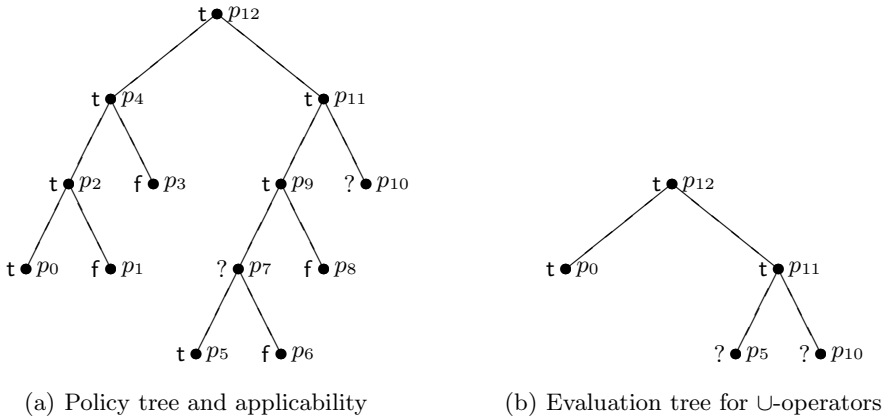 t p₁₂
t p₄ t p₁₁
t p₂ f p₃ t p₉ ? p₁₀ t p₁₂
t p₀ f p₁ ? p₇ f p₈ t p₀ t p₁₁
t p₅ f p₆ ? p₅ ? p₁₀
(a) Policy tree and applicability (b) Evaluation tree for ∪-operators